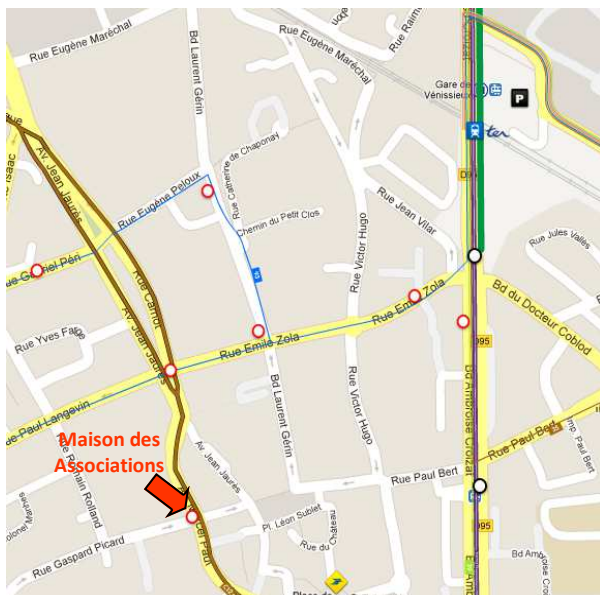 Rue Eugène Maréchal
Bd Laurent Gérin
Rue Eugène Maréchal
Croizat
Gare de
Vénissieux
P
ter
Av. Jean Jaurès
Rue Eugène Peloux
Rue Catherine de Chaponay
Chemin du Petit Clos
Rue Jean Vilar
Rue Jules Vallès
Rue Victor Hugo
Rue Carnot
Rue Emile Zola
Bd du Docteur Coblod
Rue Yves Farge
Av. Jean Jaurès
Rue Emile Zola
D95
Paul Langevin
Bd Laurent Gérin
Rue Victor Hugo
Bd Ambroise Croizat
Rue Paul Bert
Maison des
Associations
Romain Rolland
Av. Jean Jaurès
Rue Paul Bert
Pl. Léon Sublet
Rue du Château
D95
Rue Gaspard Picard
Bd Ambroise Croizat